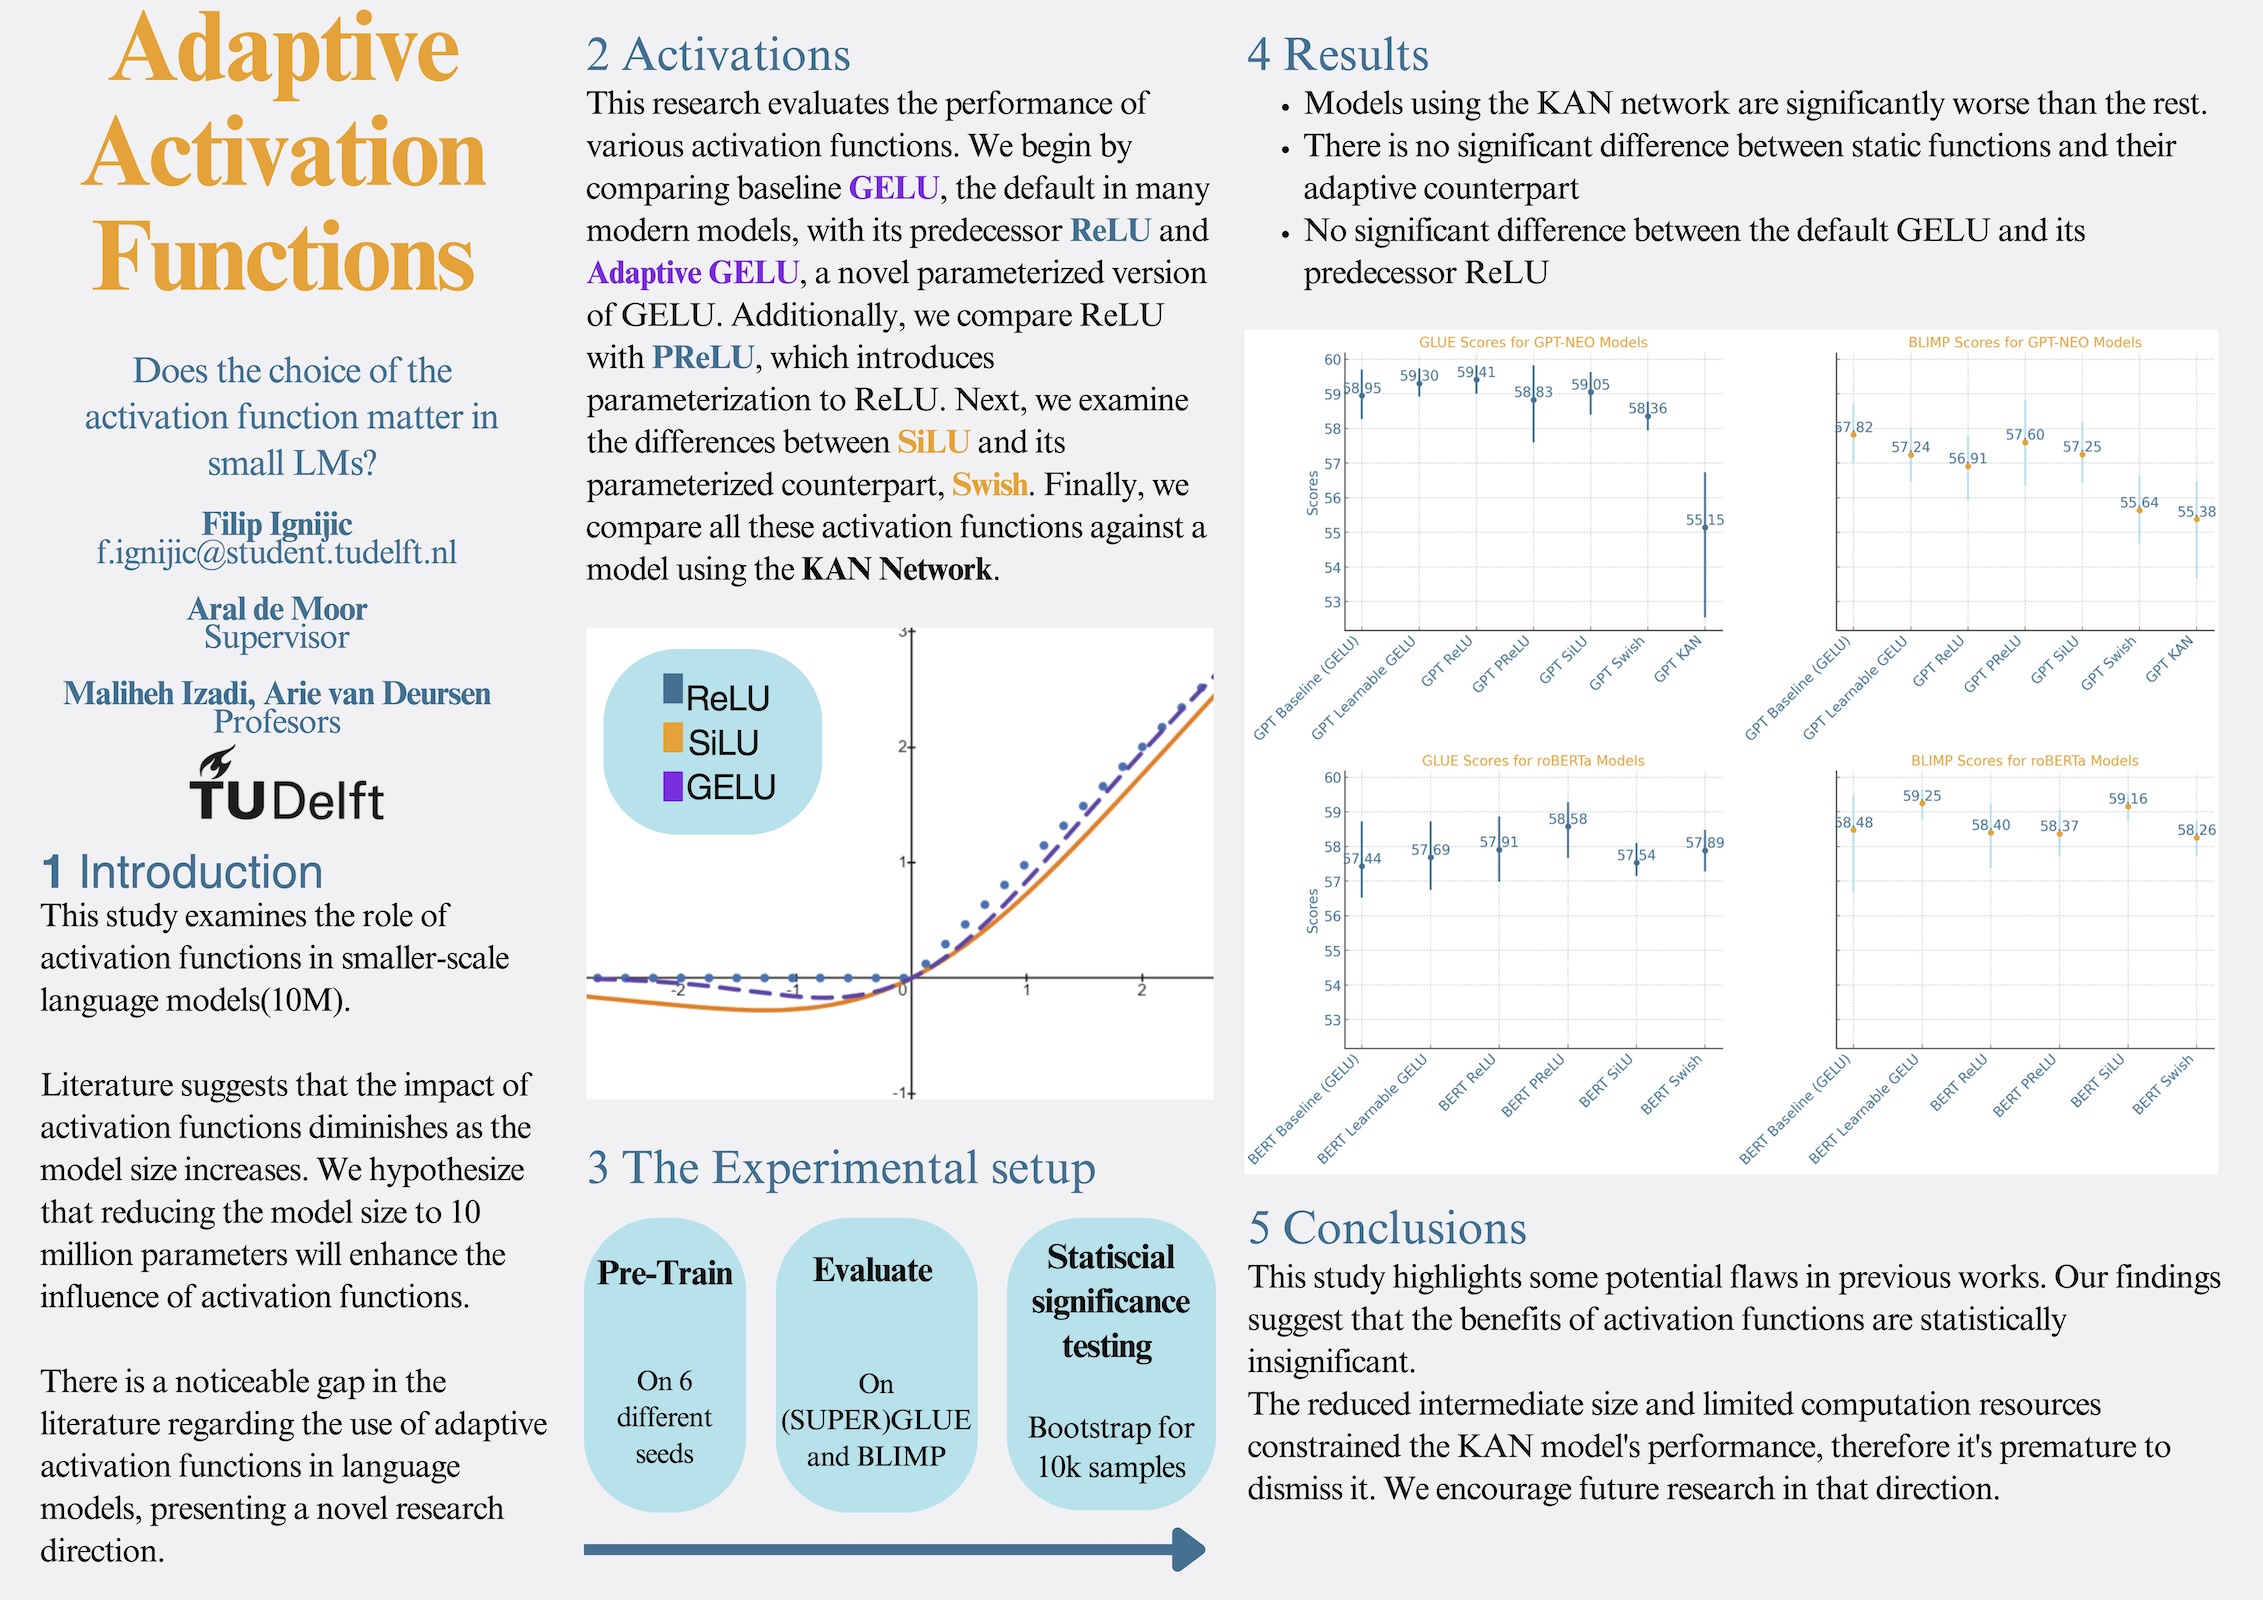 Adaptive
Activation
Functions
Does the choice of the
activation function matter in
small LMs?
Filip Ignijic
f.ignijic@student.tudelft.nl
Aral de Moor
Supervisor
Maliheh Izadi, Arie van Deursen
Profesors
TUDelft
1 Introduction
This study examines the role of
activation functions in smaller-scale
language models(10M).
Literature suggests that the impact of
activation functions diminishes as the
model size increases. We hypothesize
that reducing the model size to 10
million parameters will enhance the
influence of activation functions.
There is a noticeable gap in the
literature regarding the use of adaptive
activation functions in language
models, presenting a novel research
direction.
2 Activations
This research evaluates the performance of
various activation functions. We begin by
comparing baseline GELU, the default in many
modern models, with its predecessor ReLU and
Adaptive GELU, a novel parameterized version
of GELU. Additionally, we compare ReLU
with PReLU, which introduces
parameterization to ReLU. Next, we examine
the differences between SiLU and its
parameterized counterpart, Swish. Finally, we
compare all these activation functions against a
model using the KAN Network.
ReLU
SiLU
GELU
3
2
1
-2 -1 0 1 2
-1
3 The Experimental setup
Pre-Train
On 6
different
seeds
Evaluate
On
(SUPER)GLUE
and BLIMP
Statiscial
significance
testing
Bootstrap for
10k samples
4 Results
• Models using the KAN network are significantly worse than the rest.
• There is no significant difference between static functions and their
adaptive counterpart
• No significant difference between the default GELU and its
predecessor ReLU
GLUE Scores for GPT-NEO Models
Scores
60
59
58
57
56
55
54
53
58.95 59.30 59.41 58.83 59.05 58.36 55.15
GPT Baseline (GELU)
GPT Learnable GELU
GPT ReLU
GPT PReLU
GPT SiLU
GPT Swish
GPT KAN
BLIMP Scores for GPT-NEO Models
57.82 57.24 56.91 57.60 57.25 55.64 55.38
GPT Baseline (GELU)
GPT Learnable GELU
GPT ReLU
GPT PReLU
GPT SiLU
GPT Swish
GPT KAN
GLUE Scores for roBERTa Models
Scores
60
59
58
57
56
55
54
53
57.44 57.69 57.91 58.58 57.54 57.89
BERT Baseline (GELU)
BERT Learnable GELU
BERT ReLU
BERT PReLU
BERT SiLU
BERT Swish
BLIMP Scores for roBERTa Models
58.48 59.25 58.40 58.37 59.16 58.26
BERT Baseline (GELU)
BERT Learnable GELU
BERT ReLU
BERT PReLU
BERT SiLU
BERT Swish
5 Conclusions
This study highlights some potential flaws in previous works. Our findings
suggest that the benefits of activation functions are statistically
insignificant.
The reduced intermediate size and limited computation resources
constrained the KAN model's performance, therefore it's premature to
dismiss it. We encourage future research in that direction.